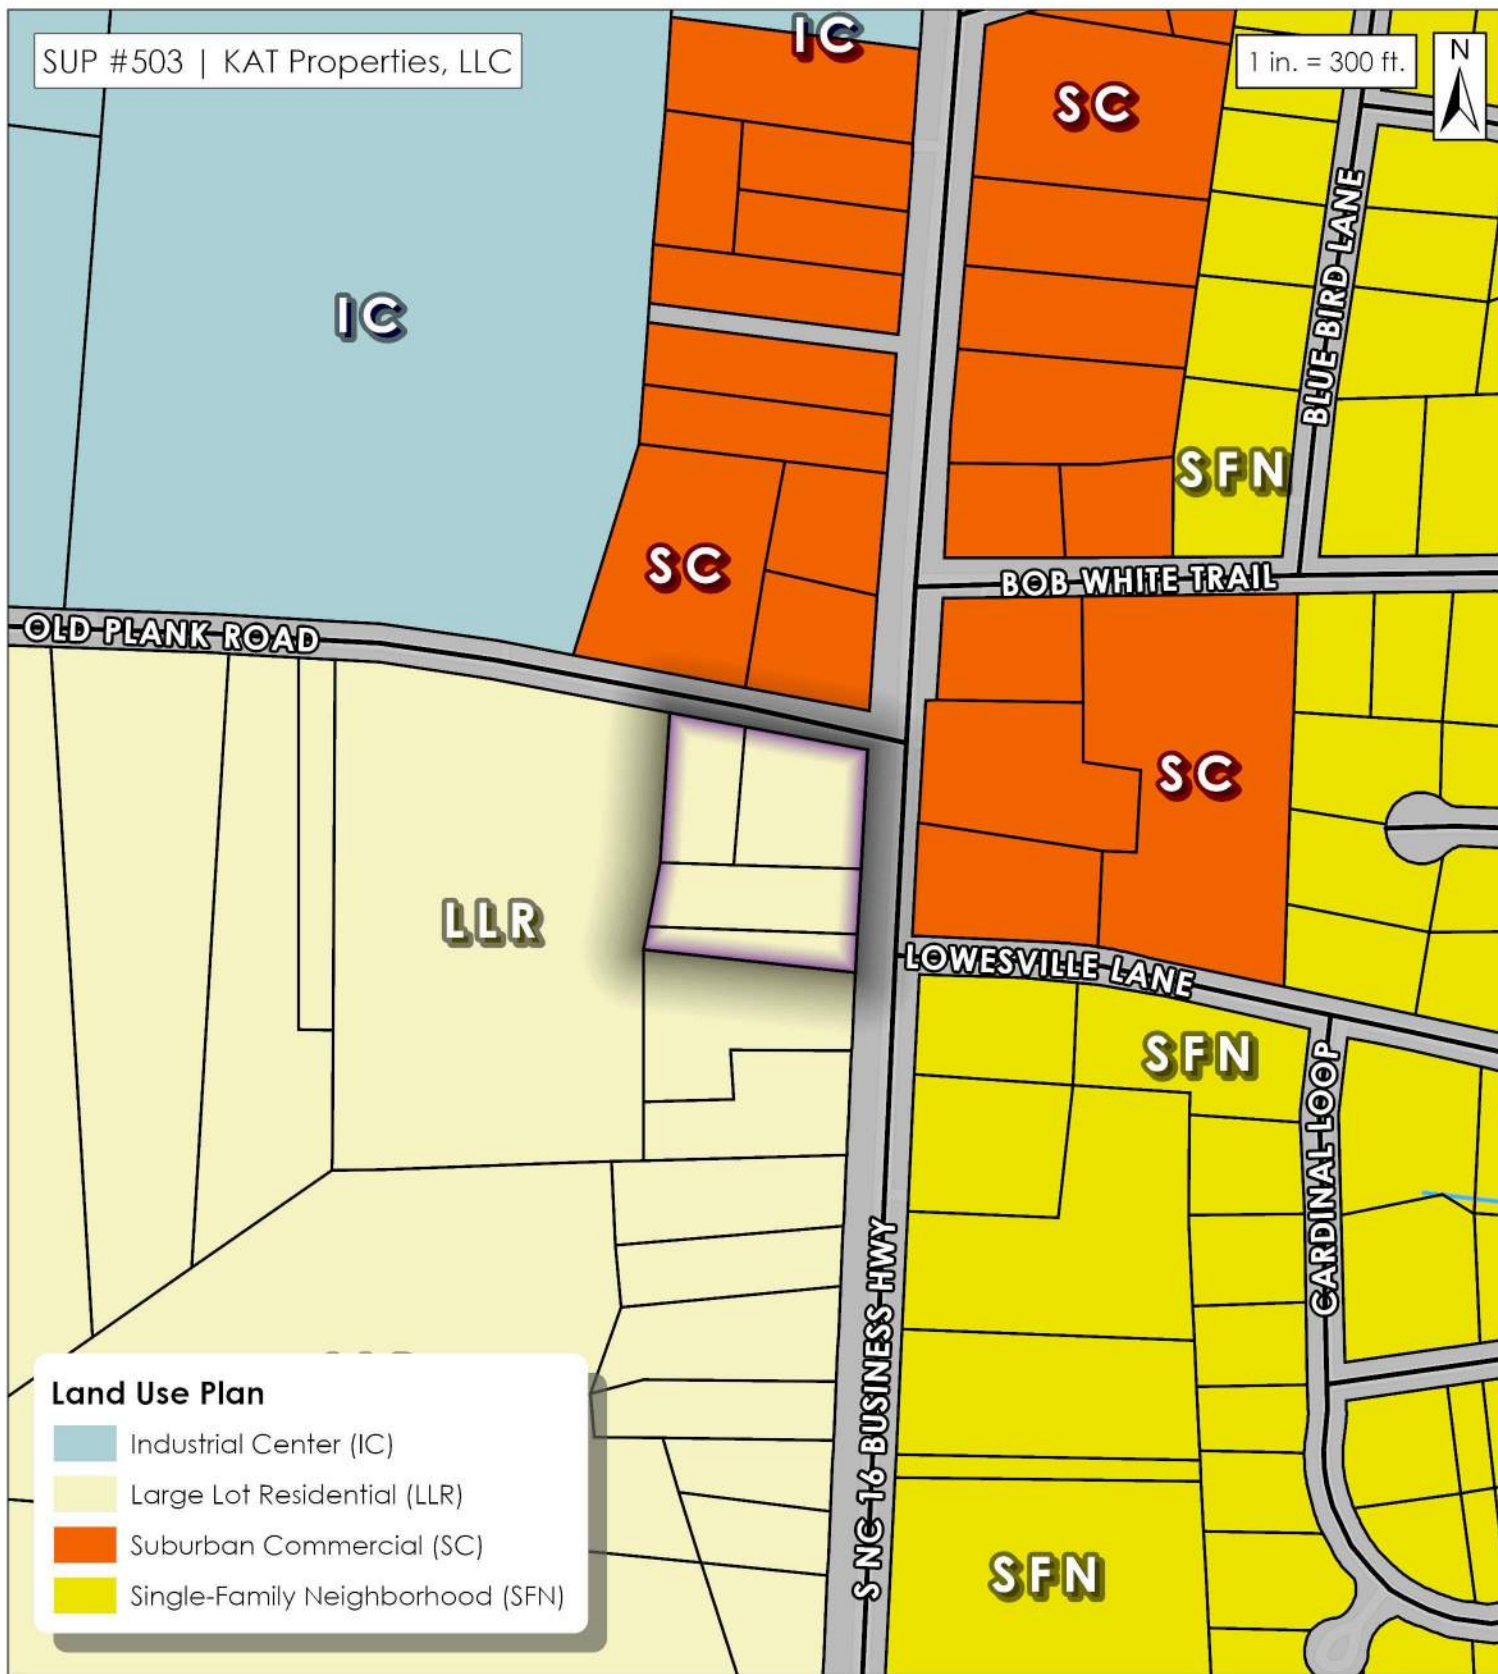 IC
SUP #503 | KAT Properties, LLC
1 in. = 300 ft.
N
SC
BLUE BIRD LANE
IC
SFN
SC
BOB WHITE TRAIL
OLD PLANK ROAD
SC
LLR
LOWESVILLE LANE
SFN
CARDINAL LOOP
S NC 16 BUSINESS HWY
Land Use Plan
Industrial Center (IC)
Large Lot Residential (LLR)
Suburban Commercial (SC)
Single-Family Neighborhood (SFN)
SFN